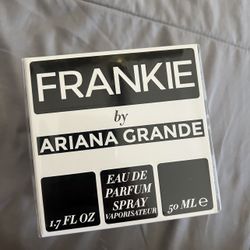 FRANKIE
by
ARIANA GRANDE
1.7 FL OZ
EAU DE
PARFUM
SPRAY
VAPORISATEUR
50 ML ℮